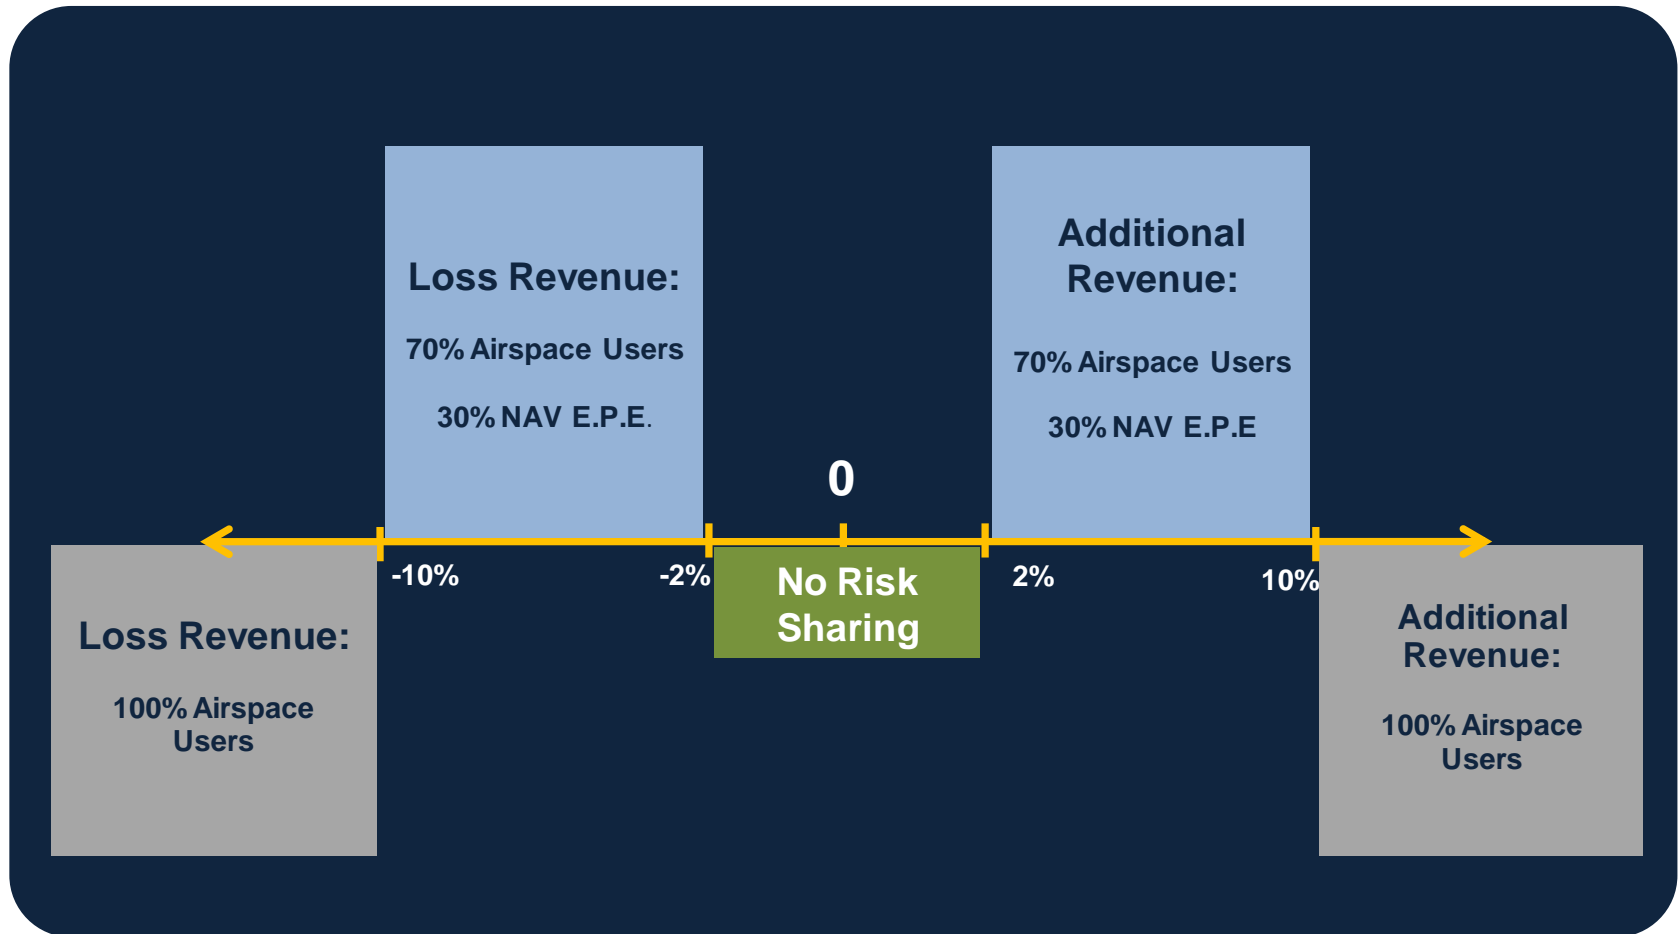 Loss Revenue:
70% Airspace Users
30% NAV E.P.E.
Additional
Revenue:
70% Airspace Users
30% NAV E.P.E
0
-10%
-2%
2%
10%
No Risk
Sharing
Loss Revenue:
100% Airspace
Users
Additional
Revenue:
100% Airspace
Users